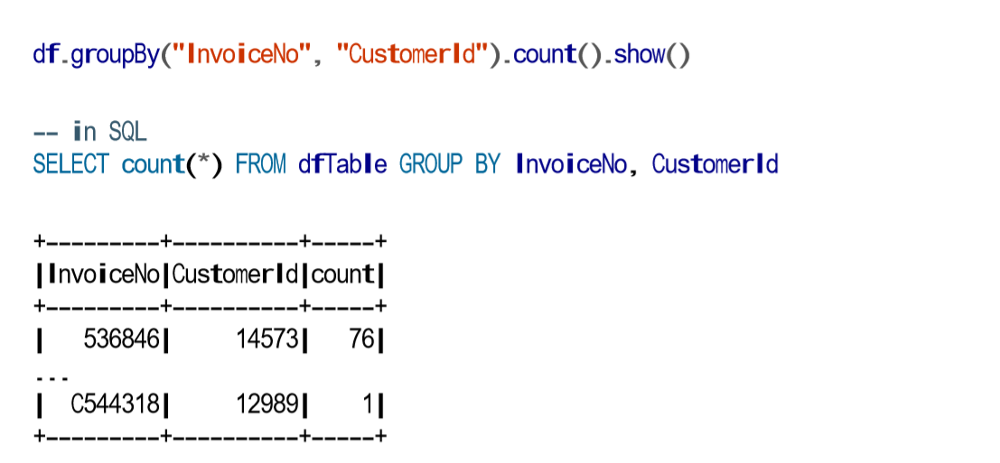 df.groupBy("InvoiceNo", "CustomerId").count().show()
-- in SQL
SELECT count(*) FROM dfTable GROUP BY InvoiceNo, CustomerId
+---------+----------+-----+
|InvoiceNo|CustomerId|count|
+---------+----------+-----+
|   536846|     14573|   76|
...
|  C544318|     12989|    1|
+---------+----------+-----+